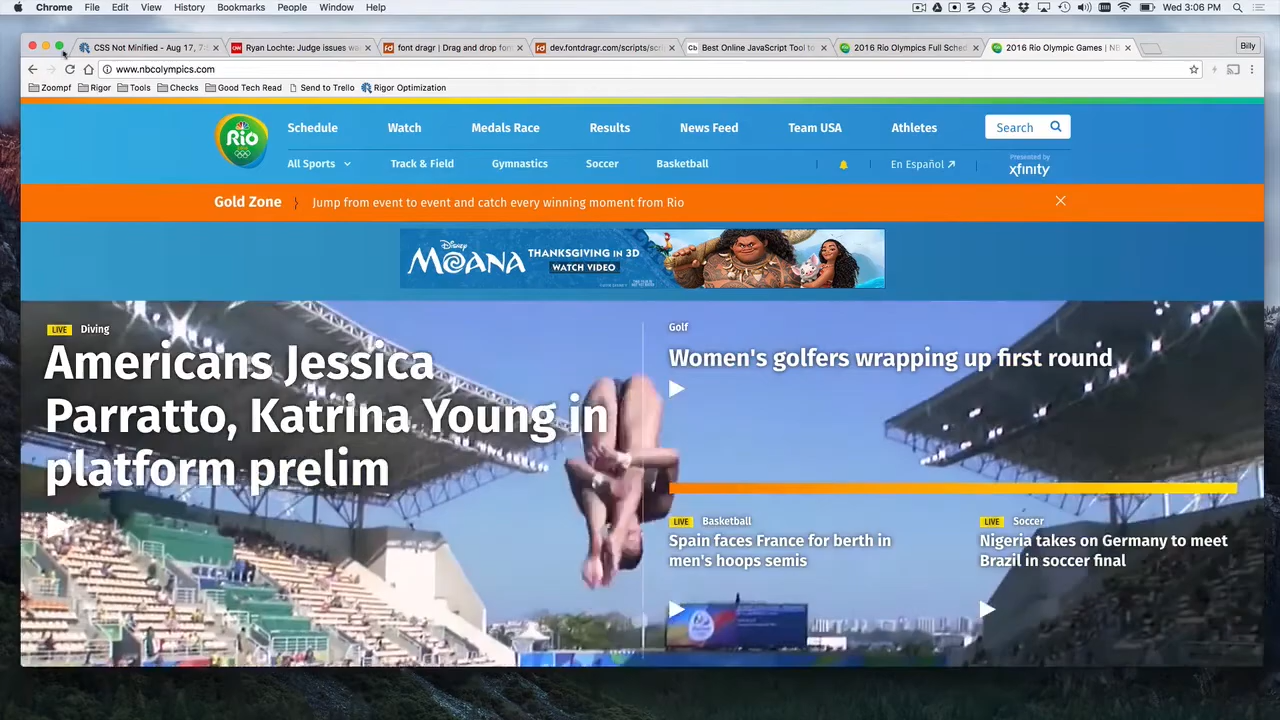 Chrome File Edit View History Bookmarks People Window Help Wed 3:06 PM
CSS Not Minified - Aug 17, 7: Ryan Lochte: Judge issues wa font dragr | Drag and drop fon dev.fontdragr.com/scripts/scri Best Online JavaScript Tool to 2016 Rio Olympics Full Sched 2016 Rio Olympic Games | NB Billy
www.nbcolympics.com
Zoompf Rigor Tools Checks Good Tech Read Send to Trello Rigor Optimization
Rio
Schedule Watch Medals Race Results News Feed Team USA Athletes Search
All Sports Track & Field Gymnastics Soccer Basketball En Español Presented by
xfinity
Gold Zone Jump from event to event and catch every winning moment from Rio
Disney
MOANA THANKSGIVING IN 3D
WATCH VIDEO
LIVE Diving
Americans Jessica
Parratto, Katrina Young in
platform prelim
Golf
Women's golfers wrapping up first round
LIVE Basketball
Spain faces France for berth in
men's hoops semis
LIVE Soccer
Nigeria takes on Germany to meet
Brazil in soccer final